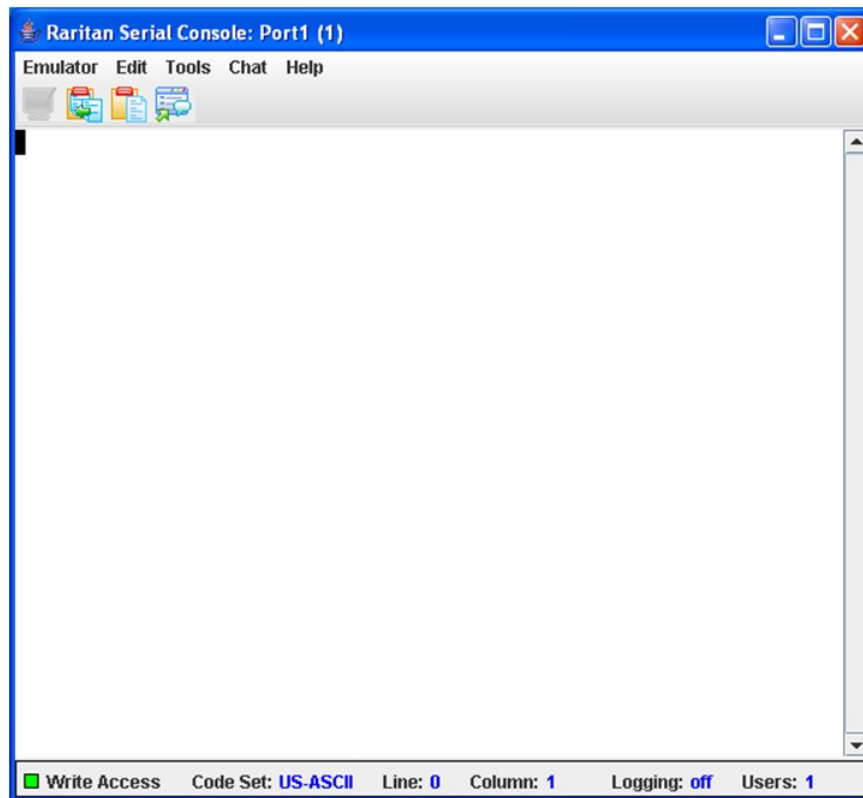 Raritan Serial Console: Port1 (1)
Emulator Edit Tools Chat Help
Write Access Code Set: US-ASCII Line: 0 Column: 1 Logging: off Users: 1